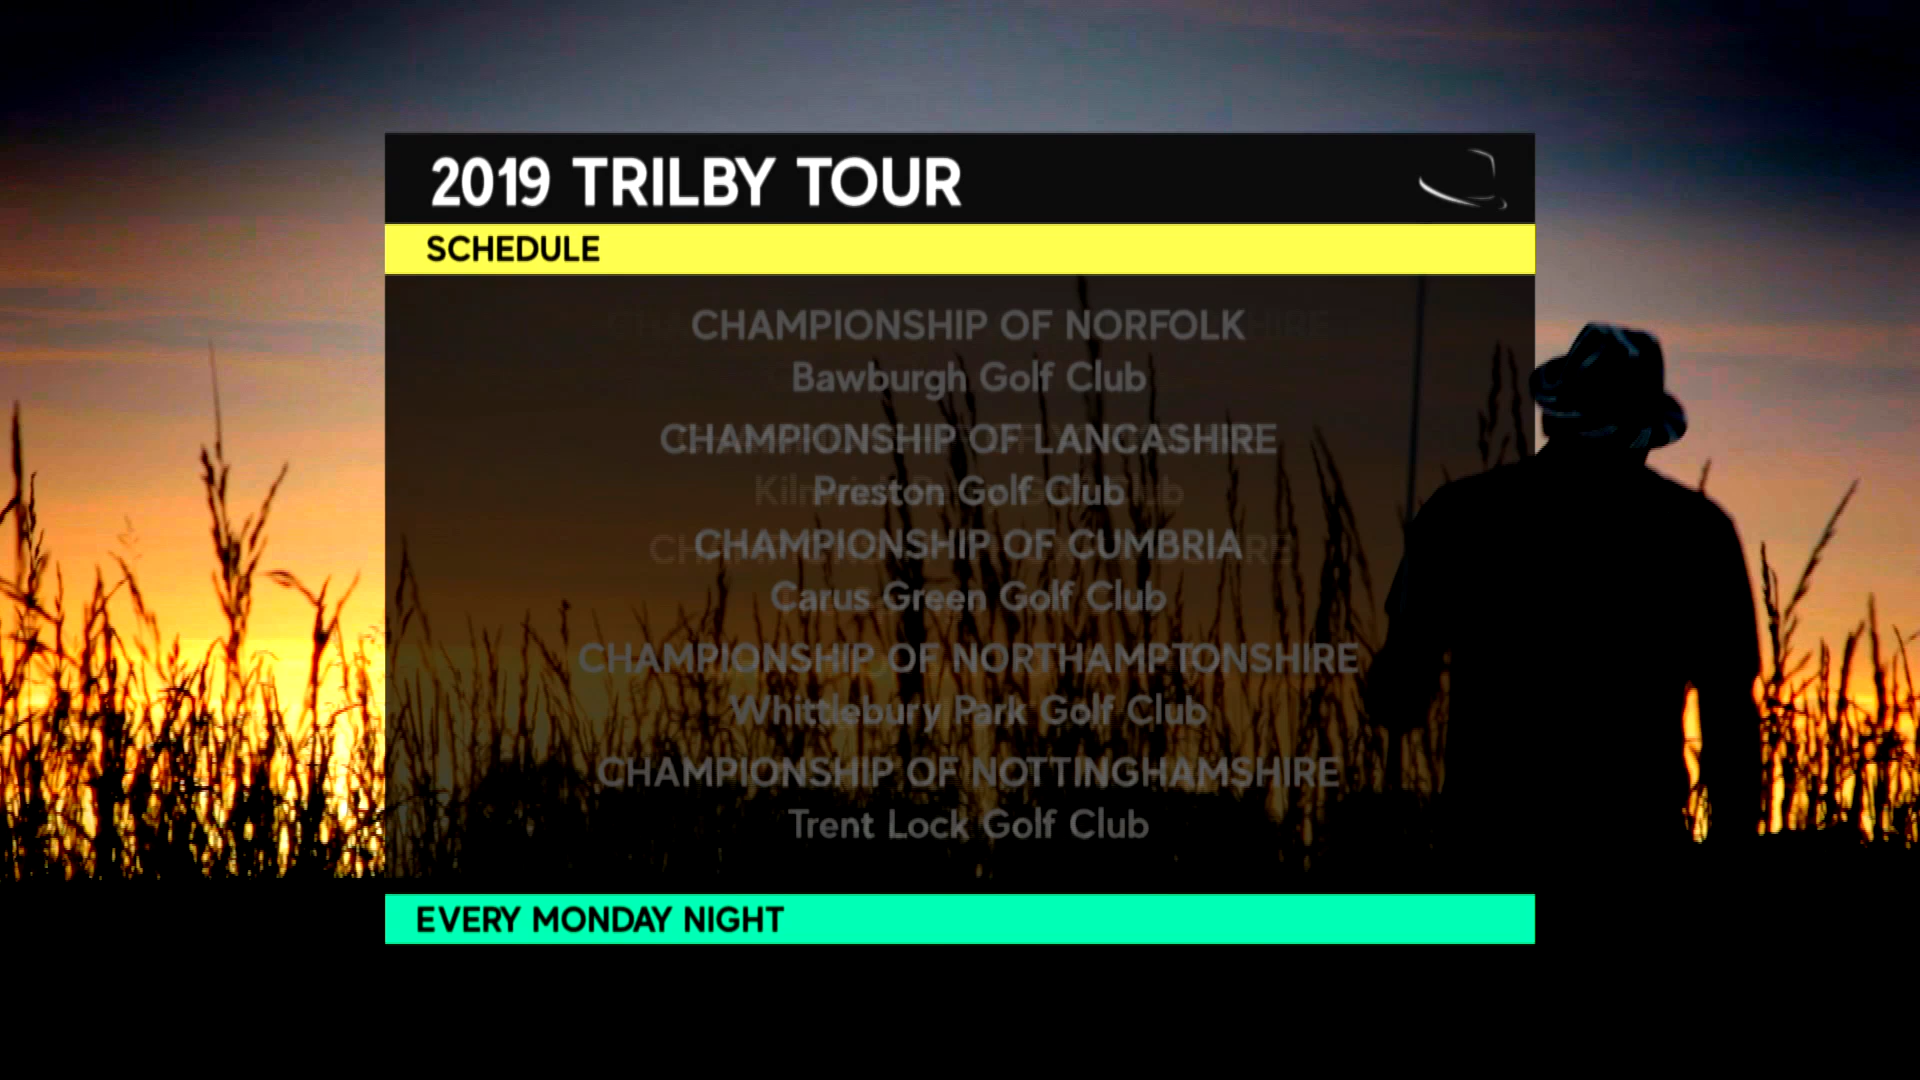 2019 TRILBY TOUR
SCHEDULE
CHAMPIONSHIP OF NORFOLK
Bawburgh Golf Club
CHAMPIONSHIP OF LANCASHIRE
Preston Golf Club
CHAMPIONSHIP OF CUMBRIA
Carus Green Golf Club
CHAMPIONSHIP OF NORTHAMPTONSHIRE
Whittlebury Park Golf Club
CHAMPIONSHIP OF NOTTINGHAMSHIRE
Trent Lock Golf Club
EVERY MONDAY NIGHT